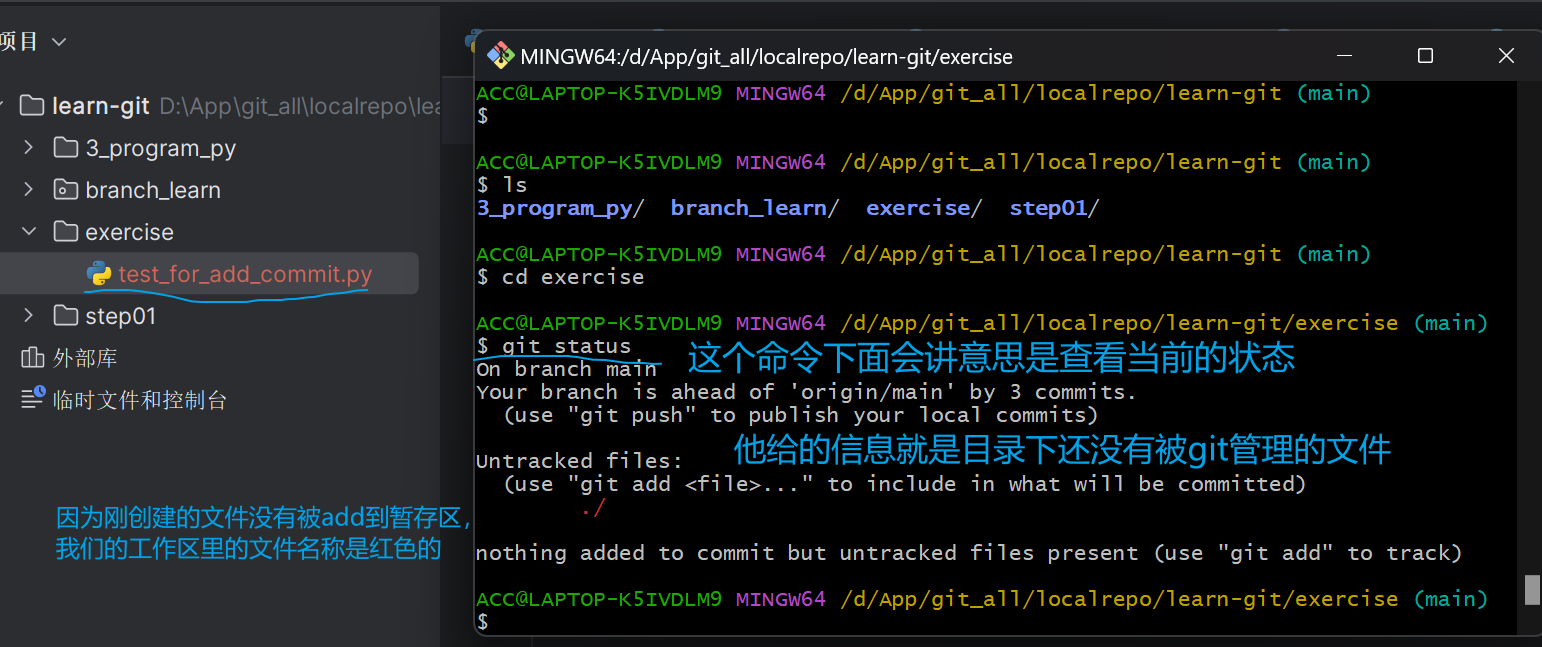 项目
learn-git D:\App\git_all\localrepo\lea
3_program_py
branch_learn
exercise
test_for_add_commit.py
step01
外部库
临时文件和控制台
因为刚创建的文件没有被add到暂存区，
我们的工作区里的文件名称是红色的
MINGW64:/d/App/git_all/localrepo/learn-git/exercise
ACC@LAPTOP-K5IVDLM9 MINGW64 /d/App/git_all/localrepo/learn-git (main)
$
ACC@LAPTOP-K5IVDLM9 MINGW64 /d/App/git_all/localrepo/learn-git (main)
$ ls
3_program_py/ branch_learn/ exercise/ step01/
ACC@LAPTOP-K5IVDLM9 MINGW64 /d/App/git_all/localrepo/learn-git (main)
$ cd exercise
ACC@LAPTOP-K5IVDLM9 MINGW64 /d/App/git_all/localrepo/learn-git/exercise (main)
$ git status
这个命令下面会讲意思是查看当前的状态
On branch main
Your branch is ahead of 'origin/main' by 3 commits.
(use "git push" to publish your local commits)
他给的信息就是目录下还没有被git管理的文件
Untracked files:
(use "git add <file>..." to include in what will be committed)
./
nothing added to commit but untracked files present (use "git add" to track)
ACC@LAPTOP-K5IVDLM9 MINGW64 /d/App/git_all/localrepo/learn-git/exercise (main)
$